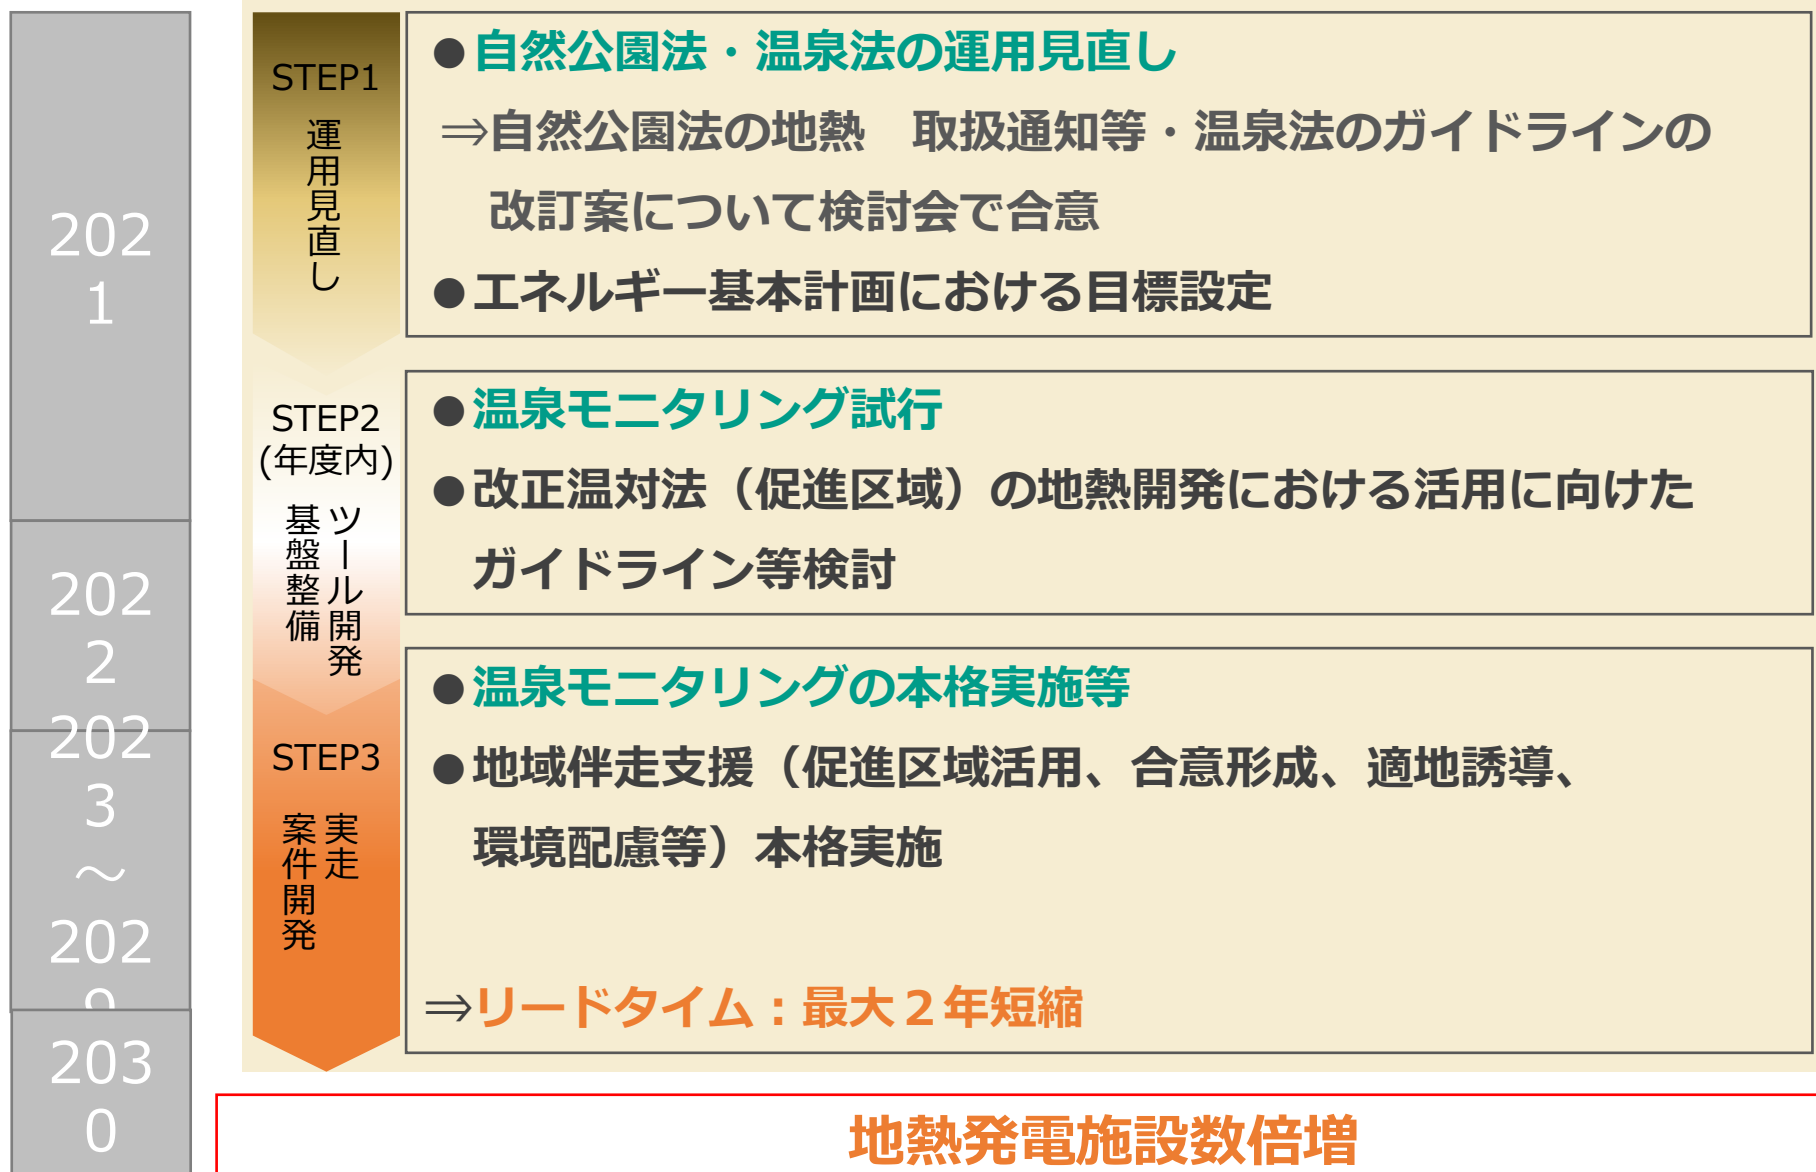 202
1
202
2
202
3
～
202
9
203
0
STEP1
運用見直し
●自然公園法・温泉法の運用見直し
⇒自然公園法の地熱　取扱通知等・温泉法のガイドラインの
改訂案について検討会で合意
●エネルギー基本計画における目標設定
STEP2
(年度内)
ツール開発
基盤整備
●温泉モニタリング試行
●改正温対法（促進区域）の地熱開発における活用に向けた
ガイドライン等検討
STEP3
実走
案件開発
●温泉モニタリングの本格実施等
●地域伴走支援（促進区域活用、合意形成、適地誘導、
環境配慮等）本格実施
⇒リードタイム：最大２年短縮
地熱発電施設数倍増